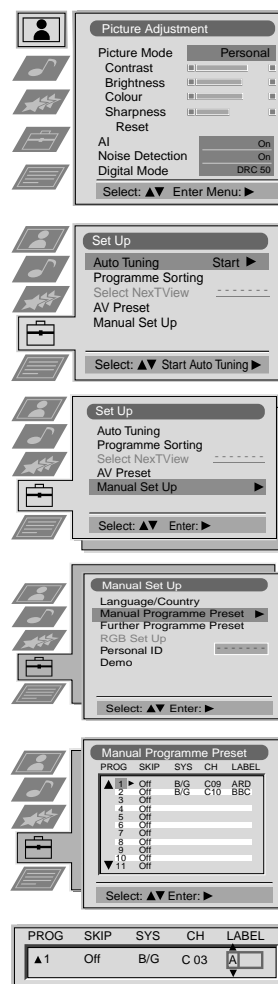 Picture Adjustment
Picture Mode Personal
Contrast
Brightness
Colour
Sharpness
Reset
AI On
Noise Detection On
Digital Mode DRC 50
Select: ▲▼ Enter Menu: ▶
Set Up
Auto Tuning Start ▶
Programme Sorting
Select NexTView - - - - - -
AV Preset
Manual Set Up
Select: ▲▼ Start Auto Tuning ▶
Set Up
Auto Tuning
Programme Sorting
Select NexTView - - - - - -
AV Preset
Manual Set Up ▶
Select: ▲▼ Enter: ▶
Manual Set Up
Language/Country
Manual Programme Preset ▶
Further Programme Preset
RGB Set Up
Personal ID - - - - - - -
Demo
Select: ▲▼ Enter: ▶
Manual Programme Preset
PROG SKIP SYS CH LABEL
▲ 1 ▶ Off B/G C09 ARD
2 Off B/G C10 BBC
3 Off
4 Off
5 Off
6 Off
7 Off
8 Off
9 Off
10 Off
▼ 11 Off
Select: ▲▼ Enter: ▶
PROG SKIP SYS CH LABEL
▲1 Off B/G C 03 A